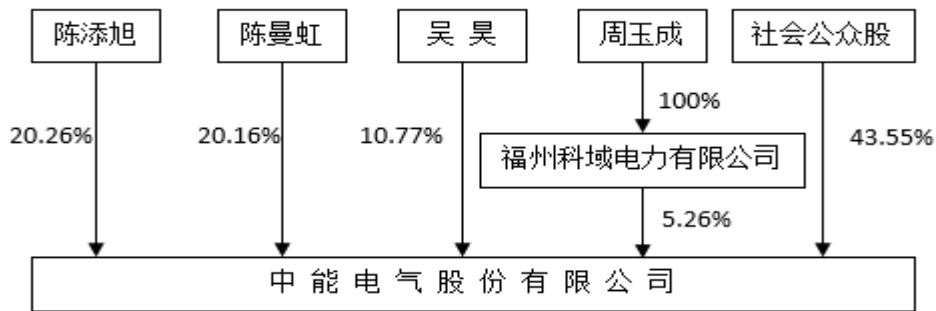 陈添旭
陈曼虹
吴 昊
周玉成
社会公众股
100%
20.26%
20.16%
10.77%
43.55%
福州科域电力有限公司
5.26%
中 能 电 气 股 份 有 限 公 司